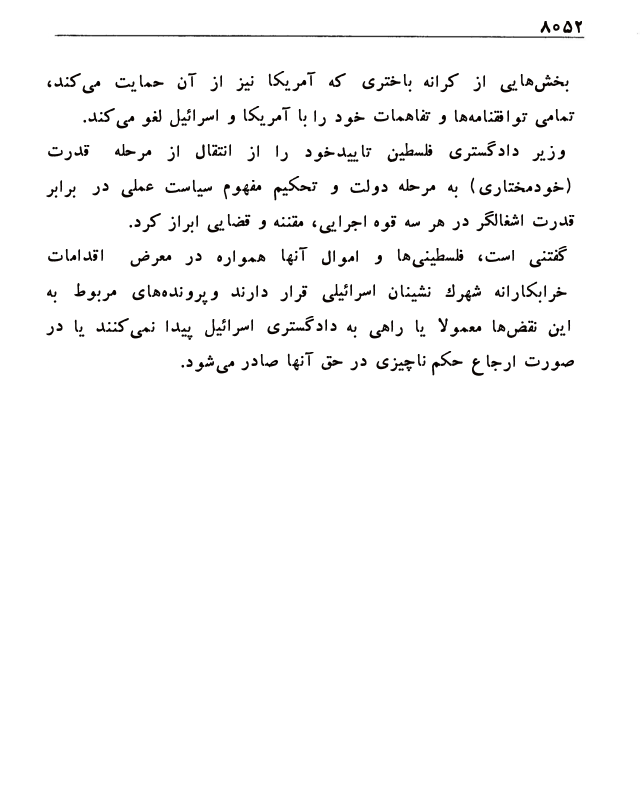 ۸۰۵۲
بخش‌هایی از کرانه باختری که آمریکا نیز از آن حمایت می‌کند،
تمامی توافقنامه‌ها و تفاهمات خود را با آمریکا و اسرائیل لغو می‌کند.
وزیر دادگستری فلسطین تاییدخود را از انتقال از مرحله قدرت
(خودمختاری) به مرحله دولت و تحکیم مفهوم سیاست عملی در برابر
قدرت اشغالگر در هر سه قوه اجرایی، مقننه و قضایی ابراز کرد.
گفتنی است، فلسطینی‌ها و اموال آنها همواره در معرض اقدامات
خرابکارانه شهرك نشینان اسرائیلی قرار دارند وپرونده‌های مربوط به
این نقض‌ها معمولا یا راهی به دادگستری اسرائیل پیدا نمی‌کنند یا در
صورت ارجاع حکم ناچیزی در حق آنها صادر می‌شود.